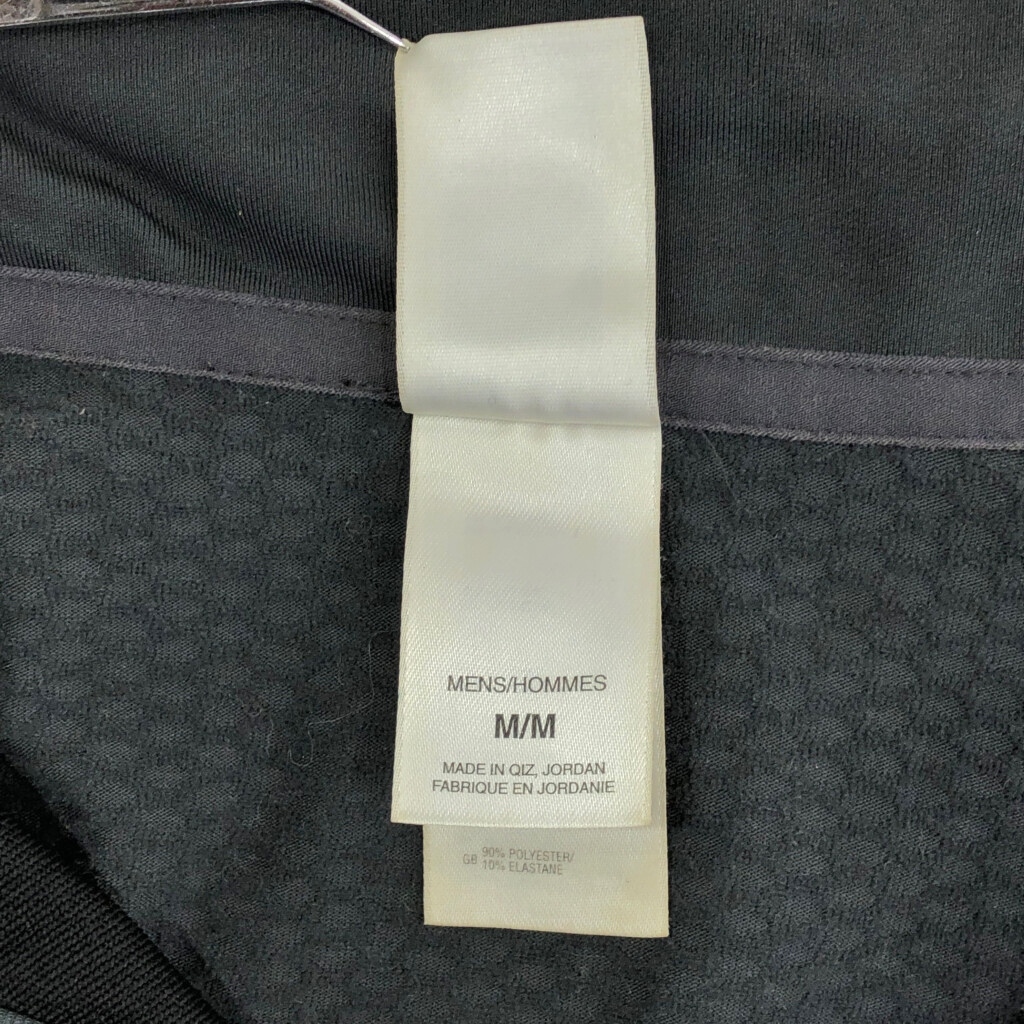 MENS/HOMMES
M/M
MADE IN QIZ, JORDAN
FABRIQUE EN JORDANIE
GB 90% POLYESTER/
10% ELASTANE